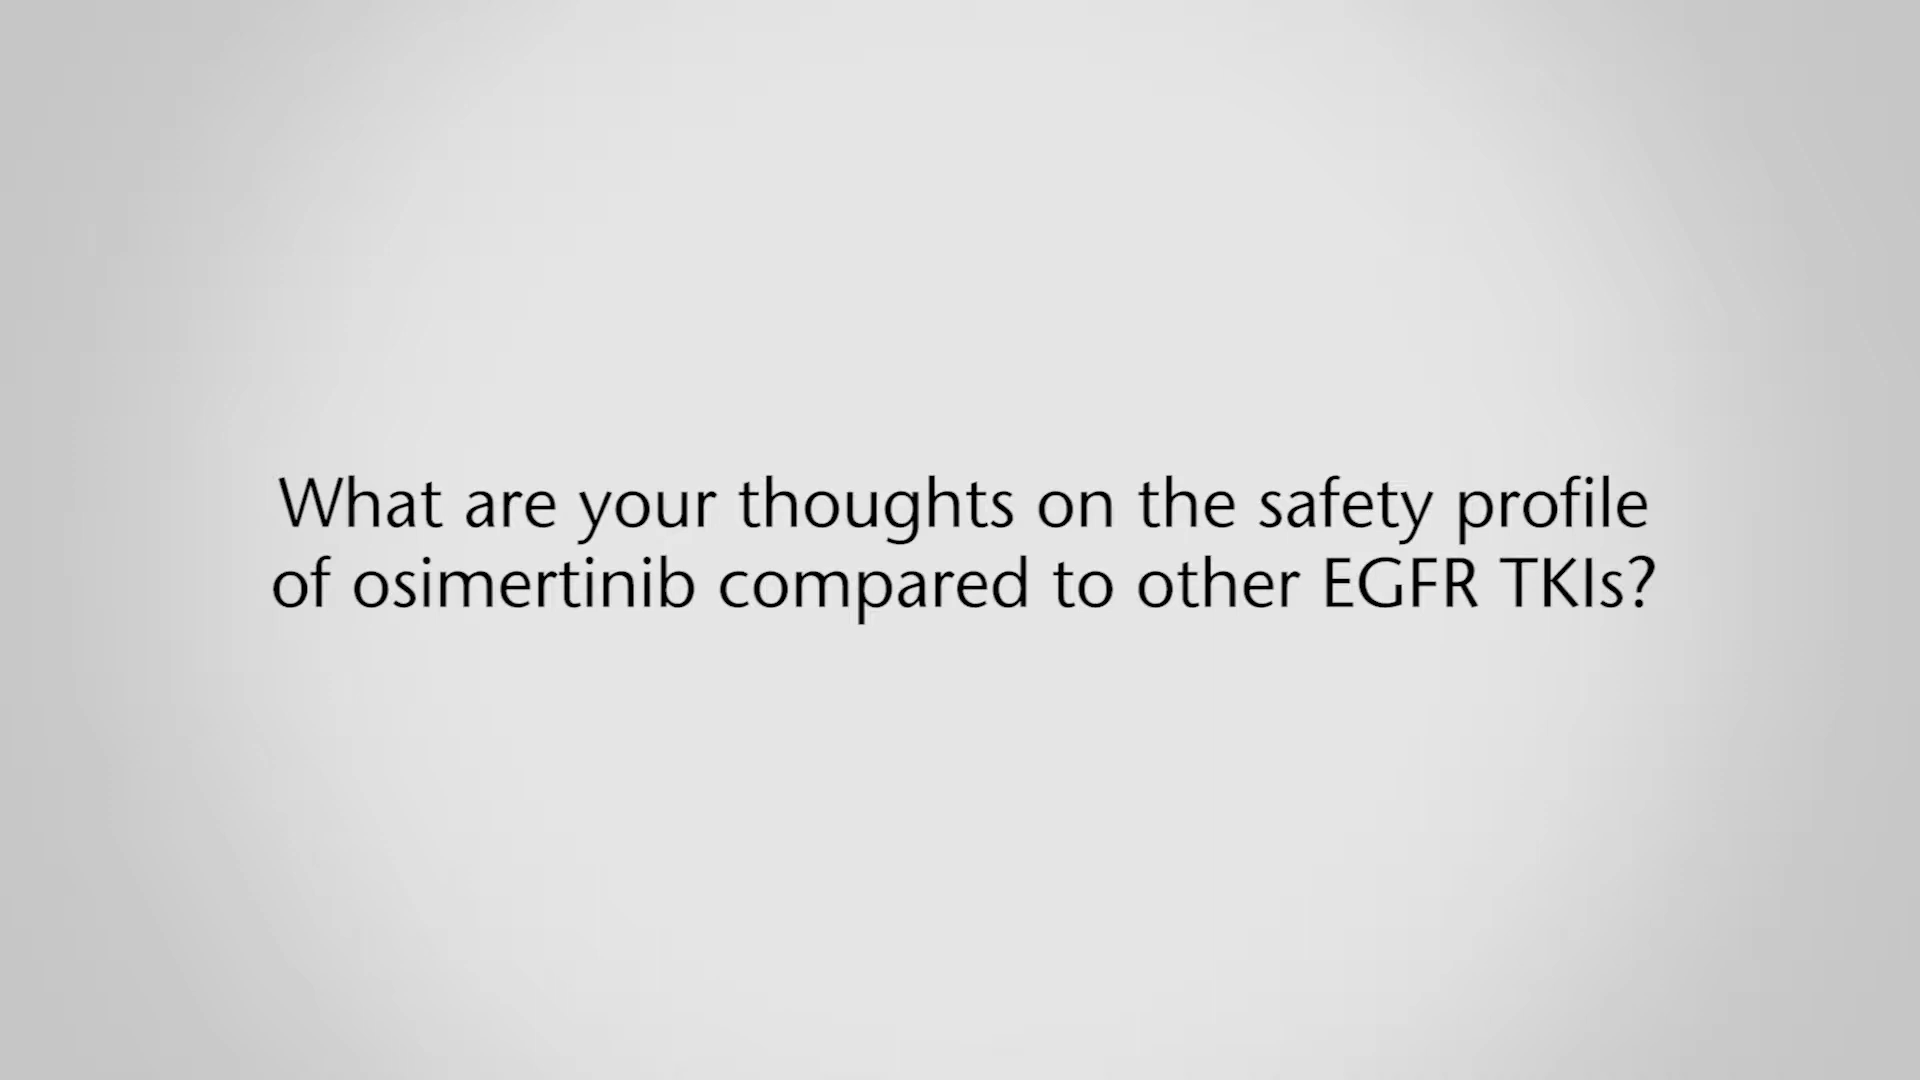 What are your thoughts on the safety profile
of osimertinib compared to other EGFR TKIs?